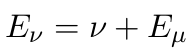 E_ν = ν + E_μ